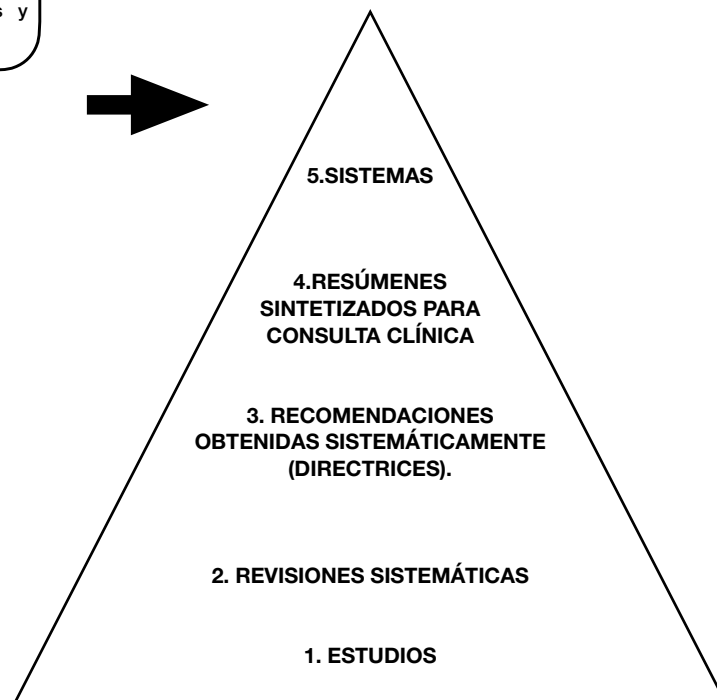 s y
5.SISTEMAS
4.RESÚMENES
SINTETIZADOS PARA
CONSULTA CLÍNICA
3. RECOMENDACIONES
OBTENIDAS SISTEMÁTICAMENTE
(DIRECTRICES).
2. REVISIONES SISTEMÁTICAS
1. ESTUDIOS